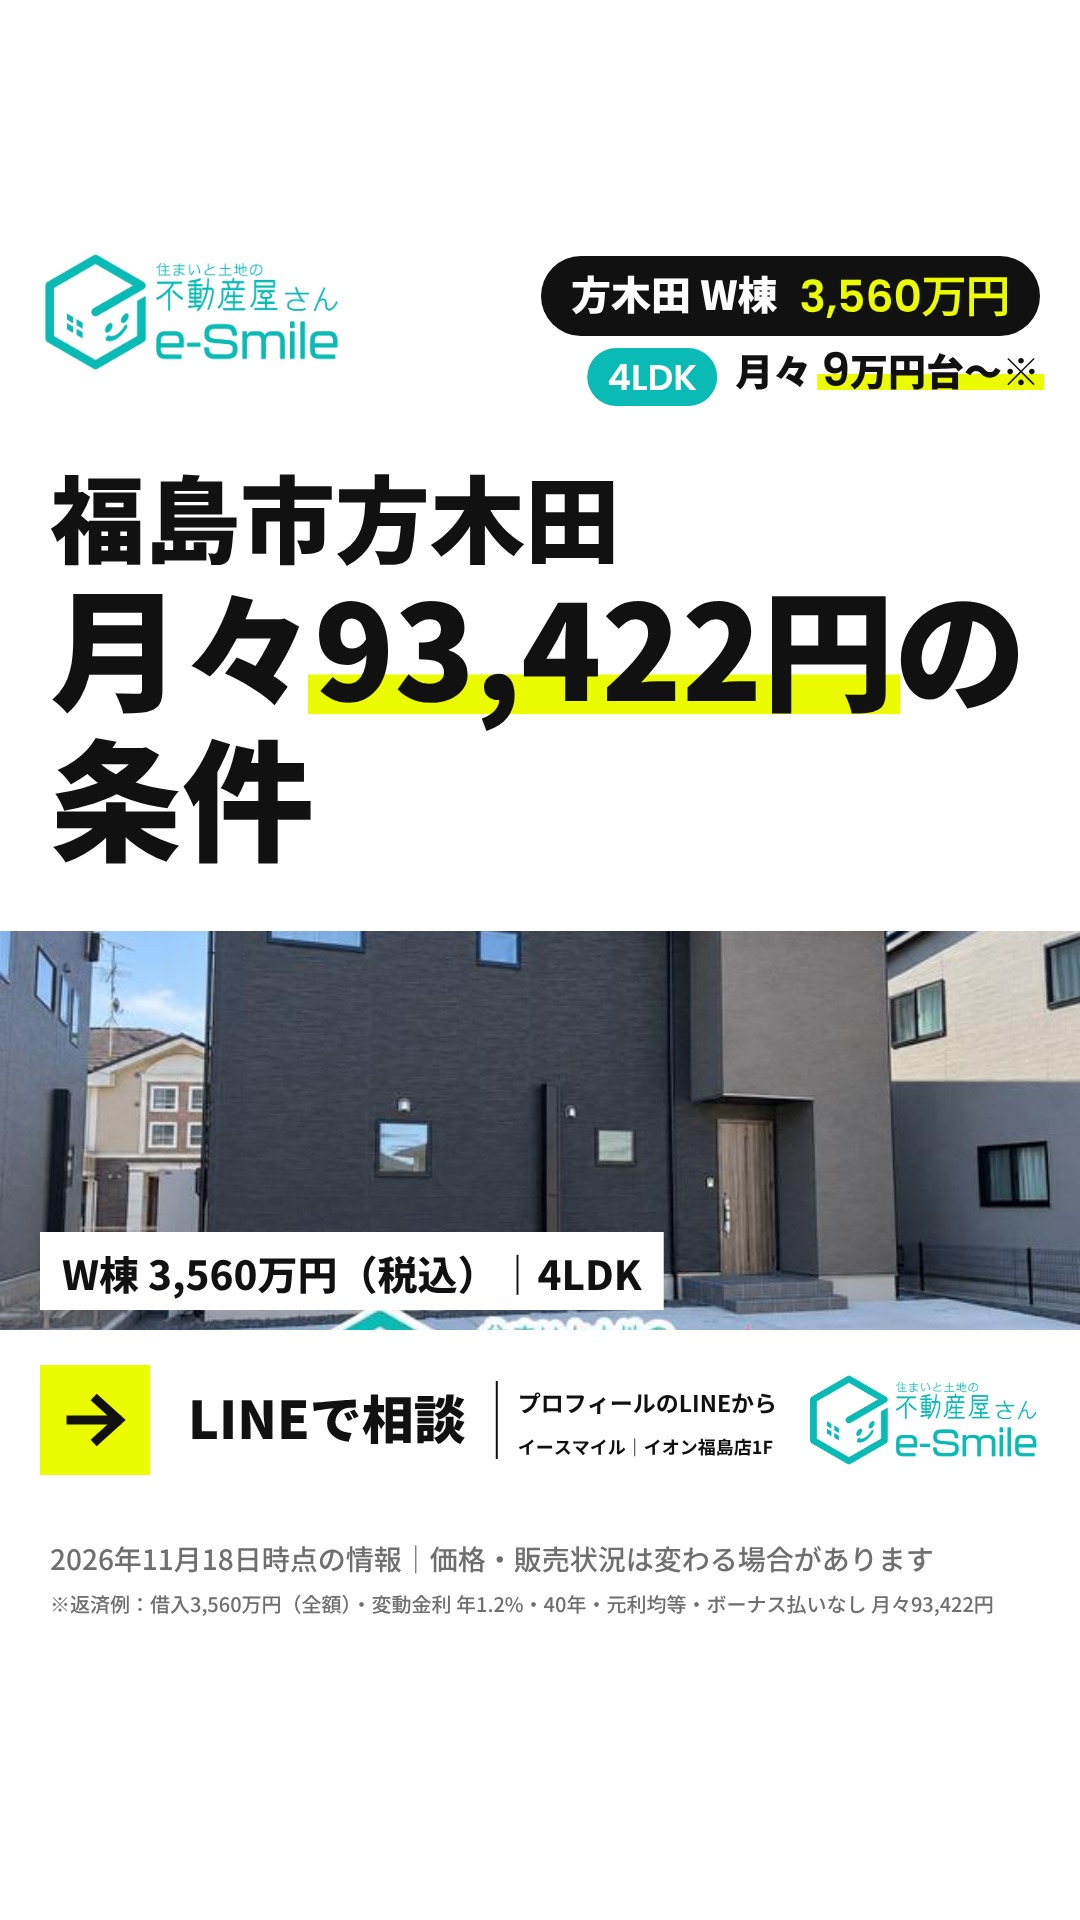 住まいと土地の
不動産屋さん
e-Smile
方木田 W棟 3,560万円
4LDK 月々 9万円台〜※
福島市方木田
月々93,422円の
条件
W棟 3,560万円（税込）｜4LDK
住まいと土地の
LINEで相談
プロフィールのLINEから
イースマイル｜イオン福島店1F
住まいと土地の
不動産屋さん
e-Smile
2026年11月18日時点の情報｜価格・販売状況は変わる場合があります
※返済例：借入3,560万円（全額）・変動金利 年1.2%・40年・元利均等・ボーナス払いなし 月々93,422円